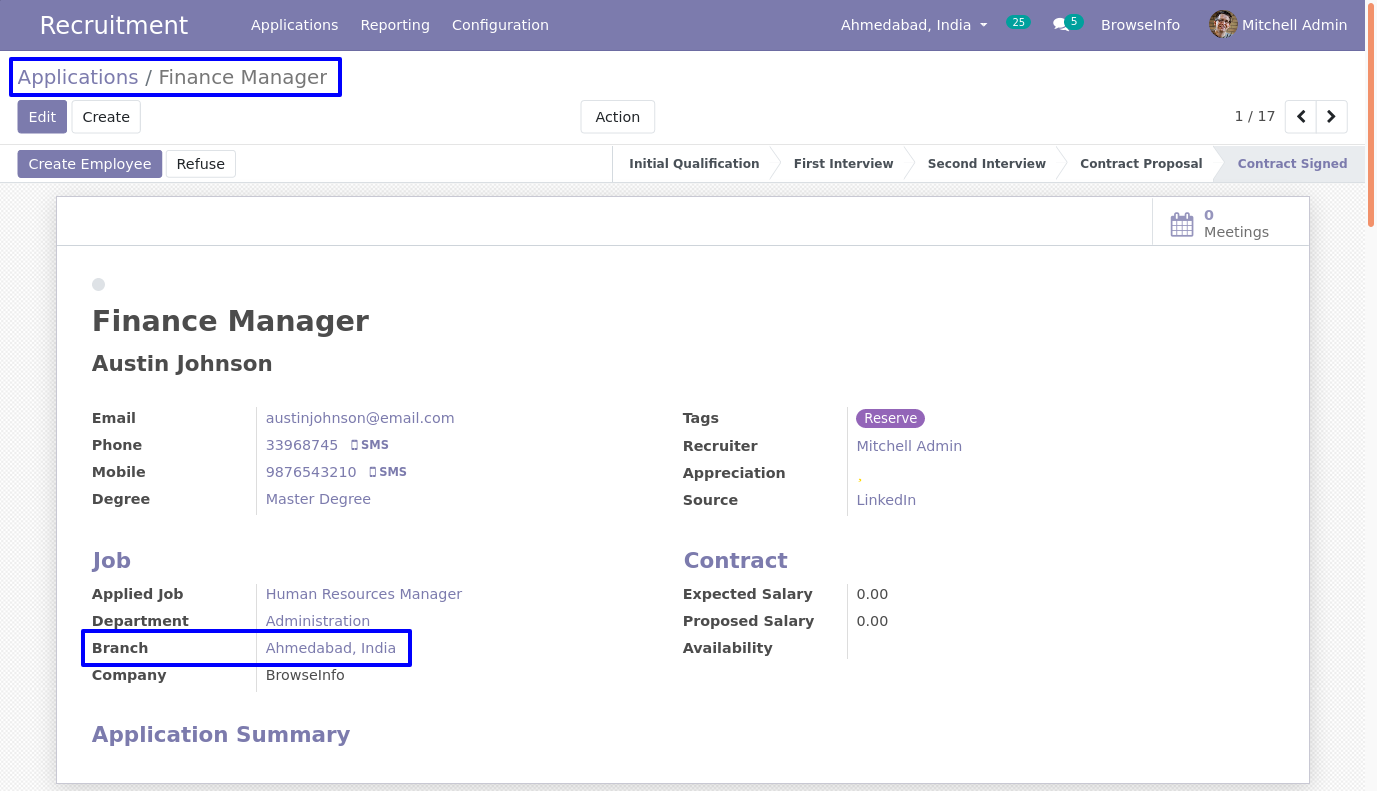 Recruitment Applications Reporting Configuration Ahmedabad, India 25 5 BrowseInfo Mitchell Admin
Applications / Finance Manager
Edit Create Action 1 / 17
Create Employee Refuse Initial Qualification First Interview Second Interview Contract Proposal Contract Signed
0
Meetings
Finance Manager
Austin Johnson
Email austinjohnson@email.com
Phone 33968745 SMS
Mobile 9876543210 SMS
Degree Master Degree
Tags Reserve
Recruiter Mitchell Admin
Appreciation
Source LinkedIn
Job
Applied Job Human Resources Manager
Department Administration
Branch Ahmedabad, India
Company BrowseInfo
Contract
Expected Salary 0.00
Proposed Salary 0.00
Availability
Application Summary